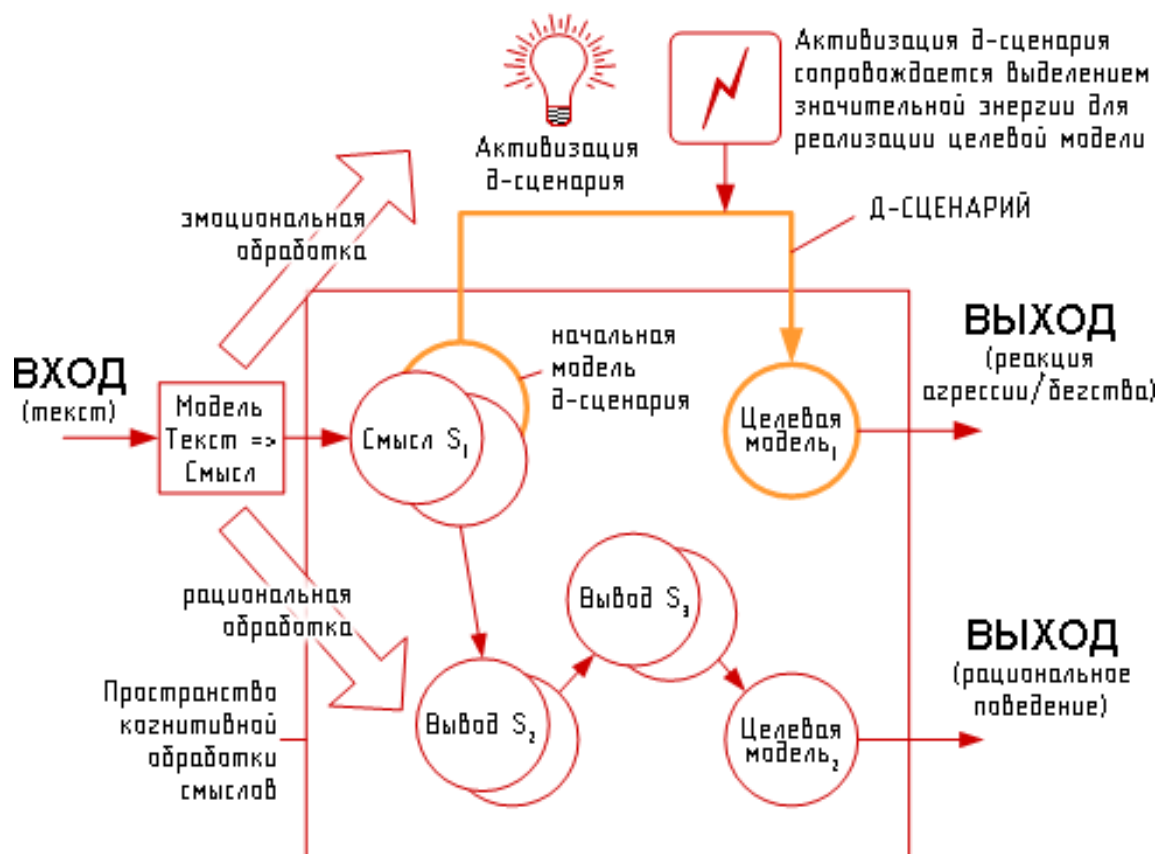 Активизация д-сценария
сопровождается выделением
значительной энергии для
реализации целевой модели
Активизация
д-сценария
Д-СЦЕНАРИЙ
эмоциональная
обработка
ВХОД
(текст)
Модель
Текст =>
Смысл
начальная
модель
д-сценария
Смысл S1
Целевая
модель1
ВЫХОД
(реакция
агрессии/бегства)
рациональная
обработка
Вывод S3
Вывод S2
Целевая
модель2
ВЫХОД
(рациональное
поведение)
Пространство
когнитивной
обработки
смыслов